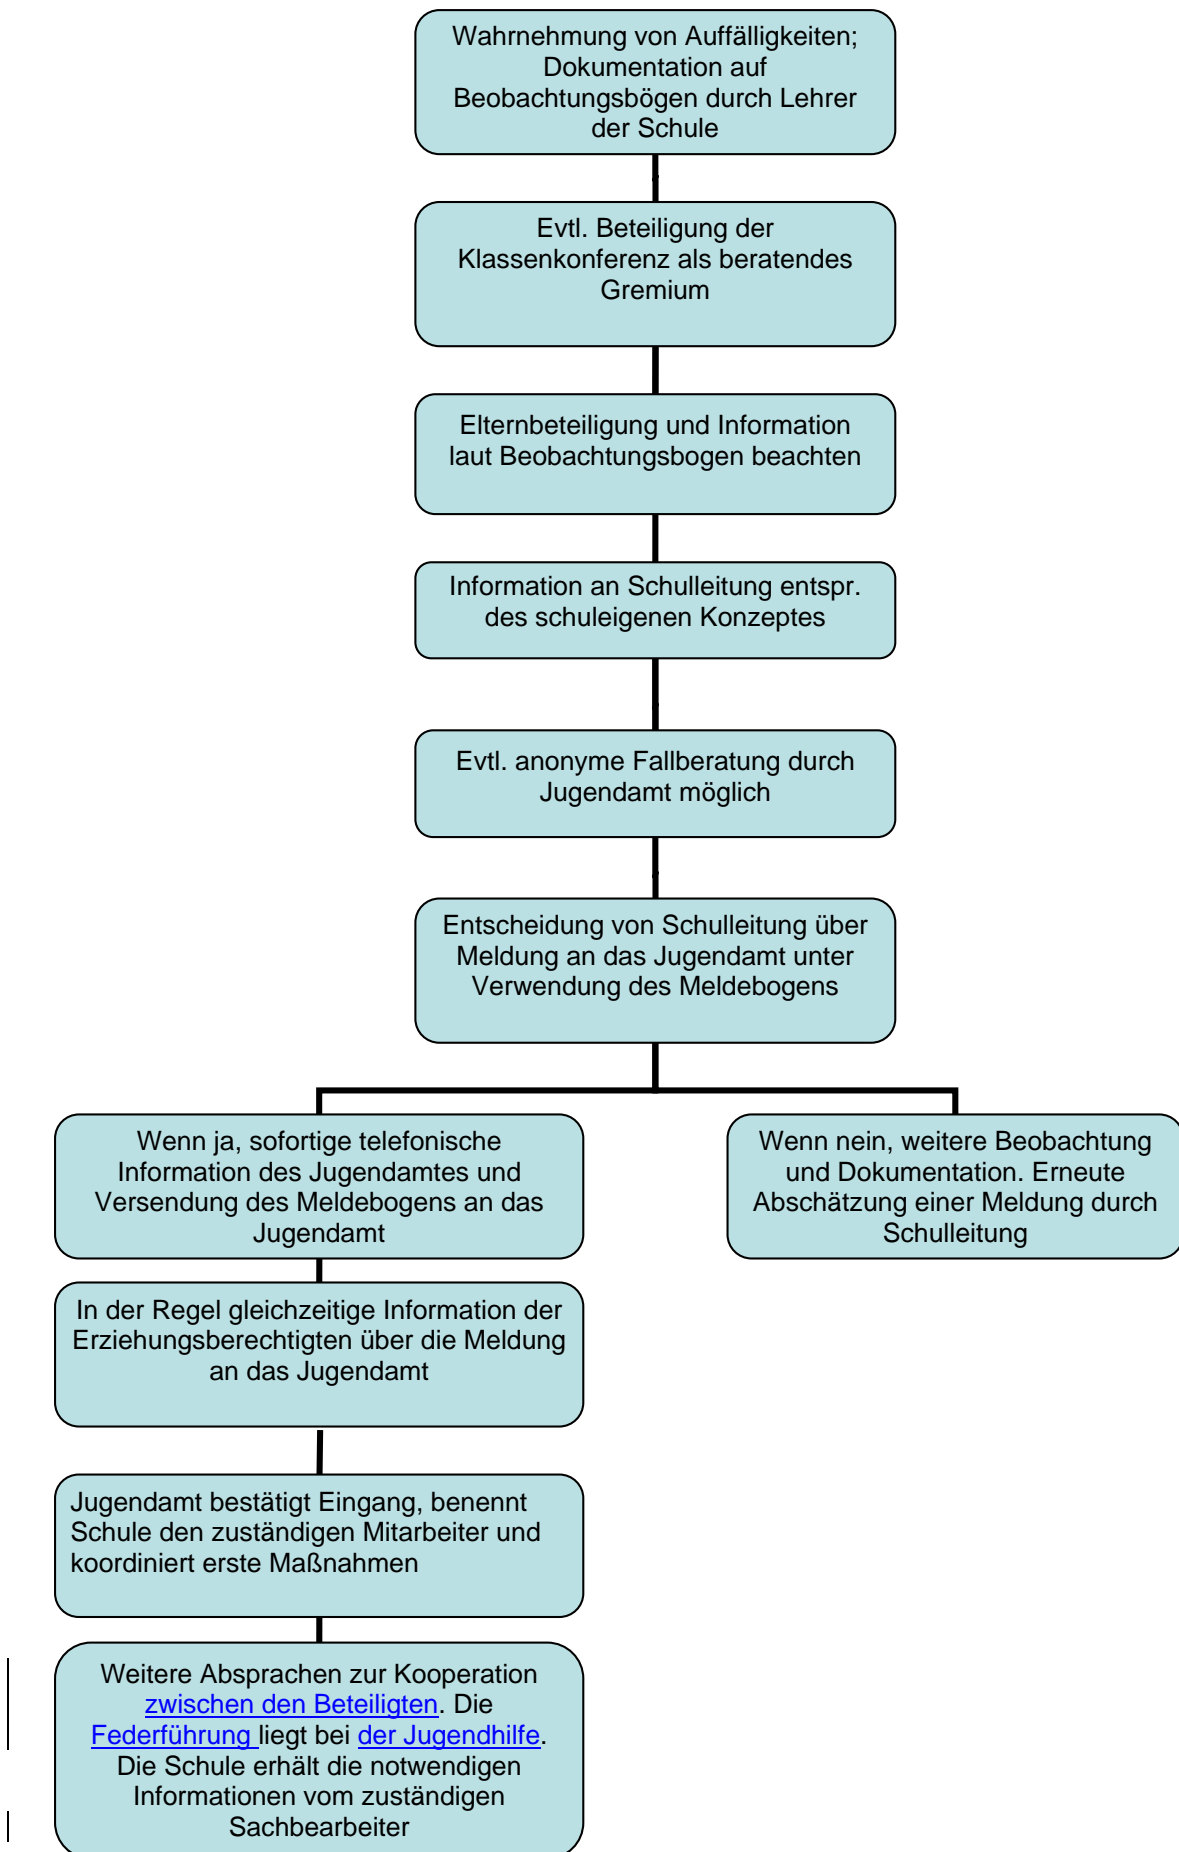 Wahrnehmung von Auffälligkeiten;
Dokumentation auf
Beobachtungsbögen durch Lehrer
der Schule
Evtl. Beteiligung der
Klassenkonferenz als beratendes
Gremium
Elternbeteiligung und Information
laut Beobachtungsbogen beachten
Information an Schulleitung entspr.
des schuleigenen Konzeptes
Evtl. anonyme Fallberatung durch
Jugendamt möglich
Entscheidung von Schulleitung über
Meldung an das Jugendamt unter
Verwendung des Meldebogens
Wenn ja, sofortige telefonische
Information des Jugendamtes und
Versendung des Meldebogens an das
Jugendamt
Wenn nein, weitere Beobachtung
und Dokumentation. Erneute
Abschätzung einer Meldung durch
Schulleitung
In der Regel gleichzeitige Information der
Erziehungsberechtigten über die Meldung
an das Jugendamt
Jugendamt bestätigt Eingang, benennt
Schule den zuständigen Mitarbeiter und
koordiniert erste Maßnahmen
Weitere Absprachen zur Kooperation
zwischen den Beteiligten. Die
Federführung liegt bei der Jugendhilfe.
Die Schule erhält die notwendigen
Informationen vom zuständigen
Sachbearbeiter